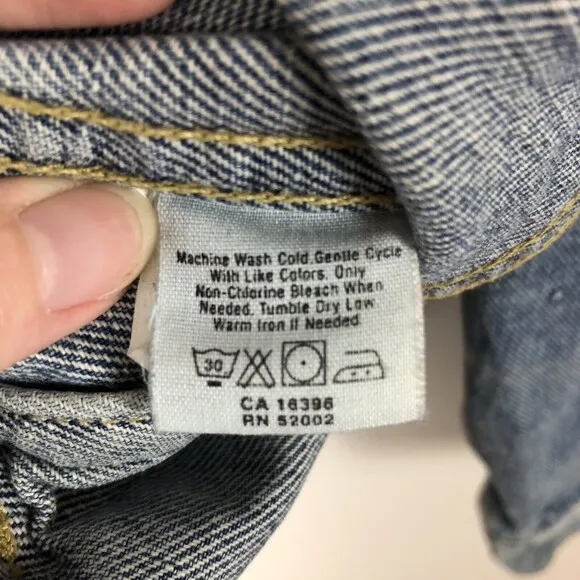 Machine Wash Cold.Gentle Cycle
With Like Colors. Only
Non-Chlorine Bleach When
Needed. Tumble Dry Low
Warm Iron If Needed
30
CA 16396
RN 52002